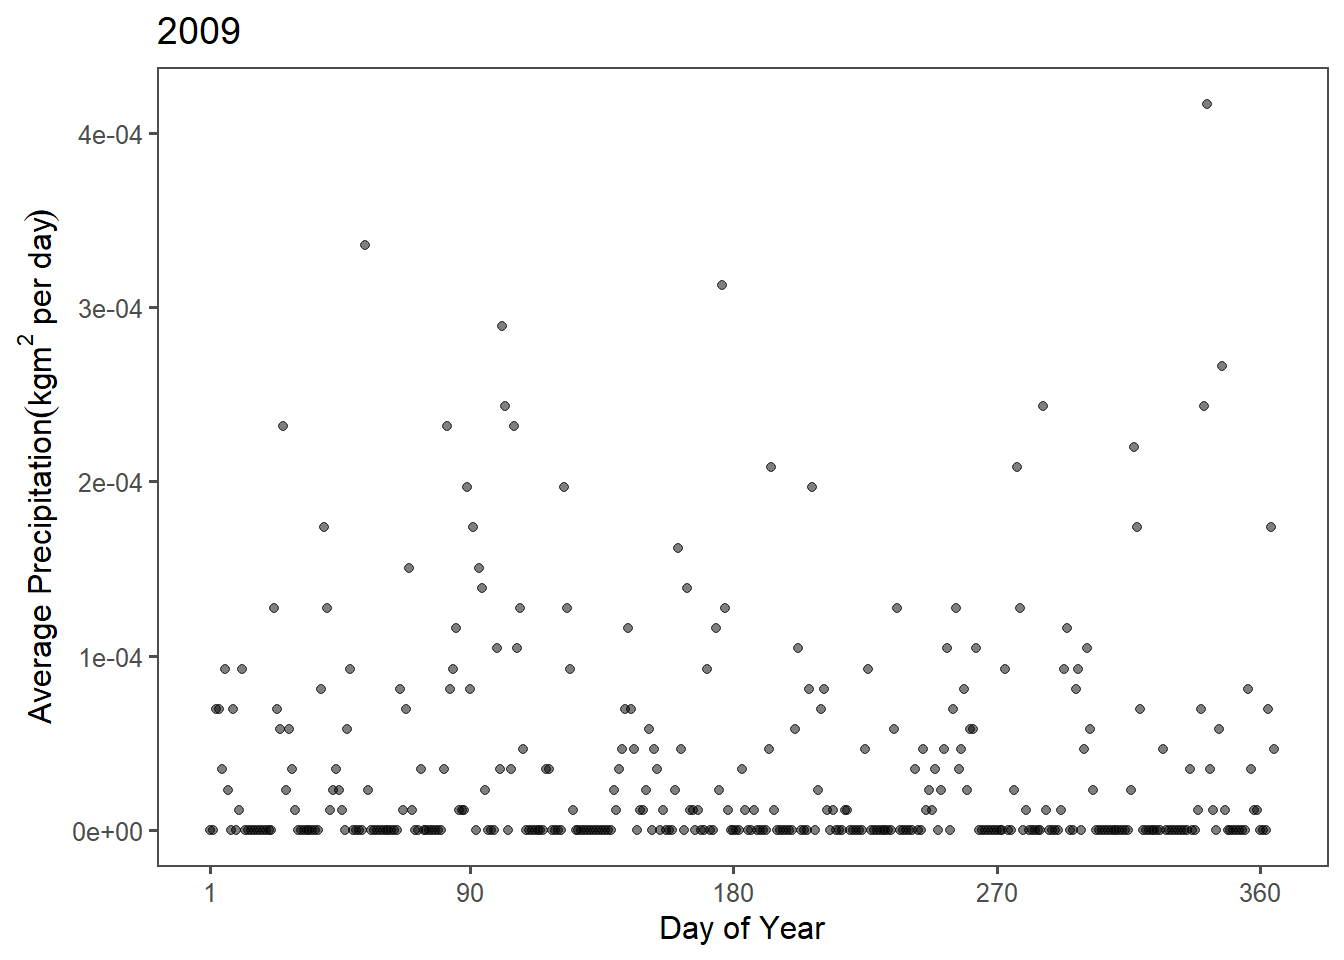 2009
4e-04
3e-04
2e-04
1e-04
0e+00
Average Precipitation(kgm² per day)
1 90 180 270 360
Day of Year